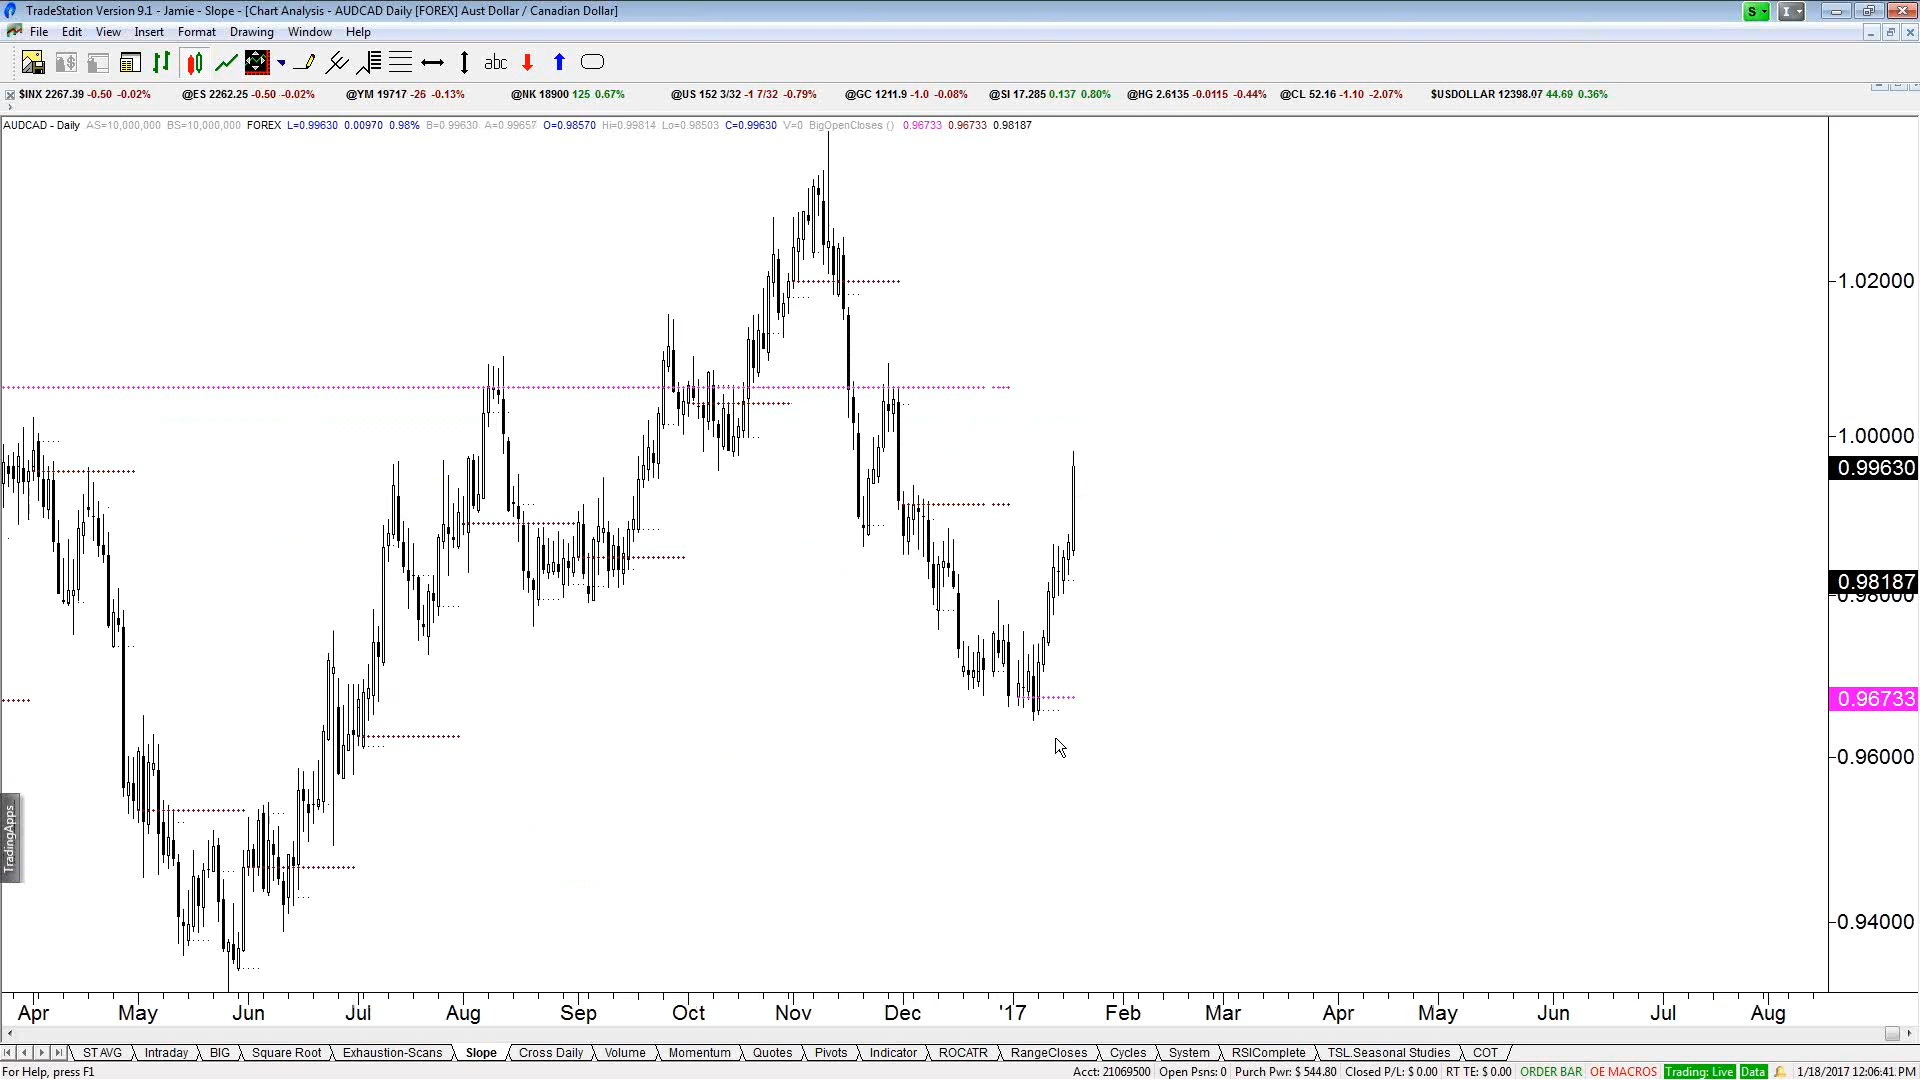 TradeStation Version 9.1 - Jamie - Slope - [Chart Analysis - AUDCAD Daily [FOREX] Aust Dollar / Canadian Dollar]
S
I
File Edit View Insert Format Drawing Window Help
abc
$INX 2267.39 -0.50 -0.02% @ES 2262.25 -0.50 -0.02% @YM 19717 -26 -0.13% @NK 18900 125 0.67% @US 152 3/32 -1 7/32 -0.79% @GC 1211.9 -1.0 -0.08% @SI 17.285 0.137 0.80% @HG 2.6135 -0.0115 -0.44% @CL 52.16 -1.10 -2.07% $USDOLLAR 12398.07 44.69 0.36%
AUDCAD - Daily AS=10,000,000 BS=10,000,000 FOREX L=0.99630 0.00970 0.98% B=0.99630 A=0.99657 O=0.98570 Hi=0.99814 Lo=0.98503 C=0.99630 V=0 BigOpenCloses () 0.96733 0.96733 0.98187
1.02000
1.00000
0.99630
0.98187
0.98000
0.96733
0.96000
0.94000
TradingApps
Apr May Jun Jul Aug Sep Oct Nov Dec '17 Feb Mar Apr May Jun Jul Aug
ST AVG Intraday BIG Square Root Exhaustion-Scans Slope Cross Daily Volume Momentum Quotes Pivots Indicator ROCATR RangeCloses Cycles System RSIComplete TSL.Seasonal Studies COT
For Help, press F1 Acct: 21069500 Open Psns: 0 Purch Pwr: $ 544.80 Closed P/L: $ 0.00 RT TE: $ 0.00 ORDER BAR OE MACROS Trading: Live Data 1/18/2017 12:06:41 PM